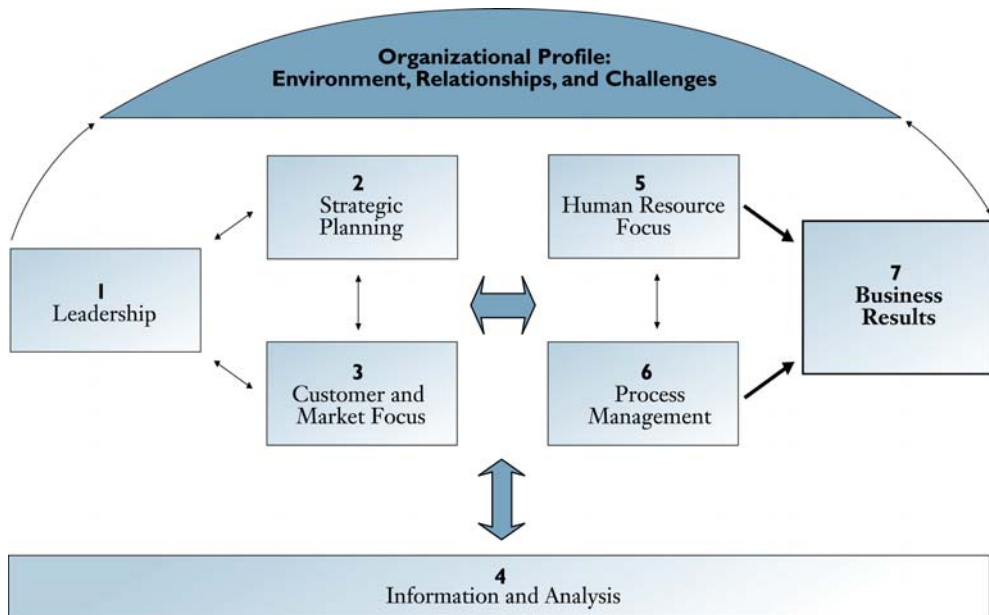 Organizational Profile:
Environment, Relationships, and Challenges
1
Leadership
2
Strategic
Planning
3
Customer and
Market Focus
5
Human Resource
Focus
6
Process
Management
7
Business
Results
4
Information and Analysis